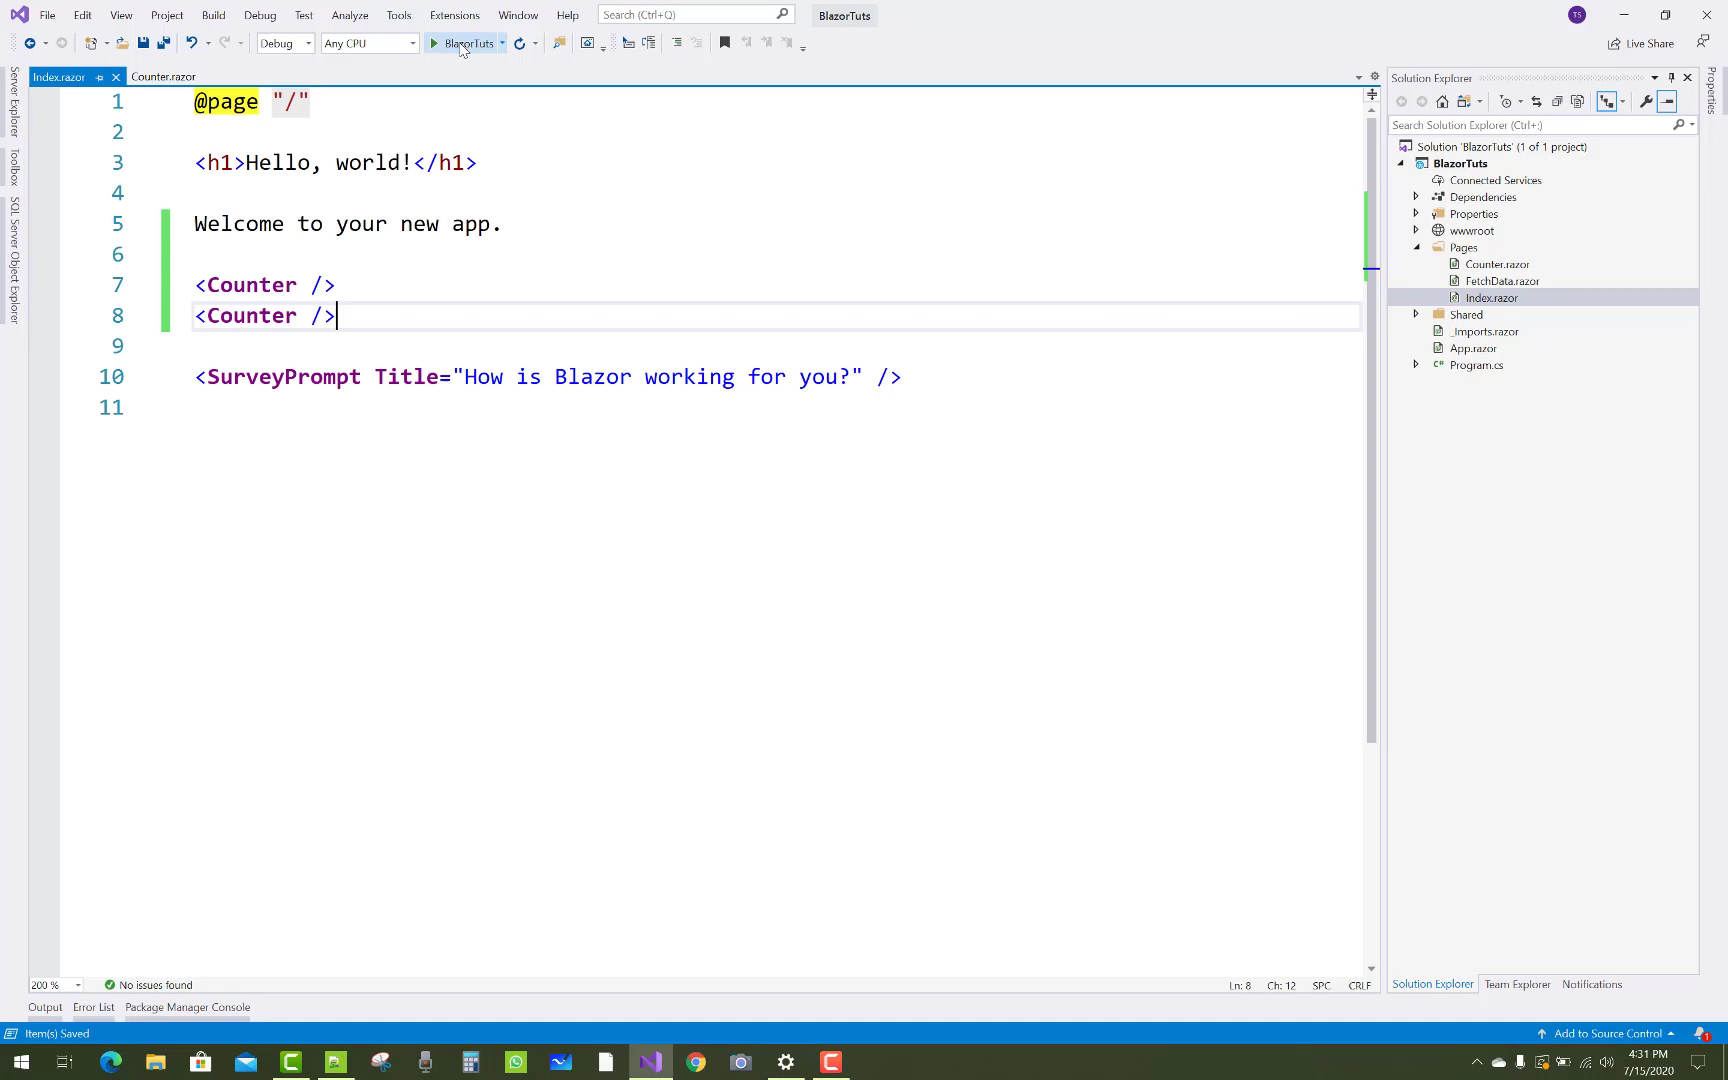 File Edit View Project Build Debug Test Analyze Tools Extensions Window Help Search (Ctrl+Q) BlazorTuts TS
Debug Any CPU BlazorTuts Live Share
Index.razor Counter.razor
1 @page "/"
2
3 <h1>Hello, world!</h1>
4
5 Welcome to your new app.
6
7 <Counter />
8 <Counter />
9
10 <SurveyPrompt Title="How is Blazor working for you?" />
11
Server Explorer
Toolbox
SQL Server Object Explorer
Solution Explorer
Search Solution Explorer (Ctrl+;)
Solution 'BlazorTuts' (1 of 1 project)
BlazorTuts
Connected Services
Dependencies
Properties
wwwroot
Pages
Counter.razor
FetchData.razor
Index.razor
Shared
_Imports.razor
App.razor
C# Program.cs
Properties
200 % No issues found Ln: 8 Ch: 12 SPC CRLF
Solution Explorer Team Explorer Notifications
Output Error List Package Manager Console
Item(s) Saved Add to Source Control 1
4:31 PM
7/15/2020